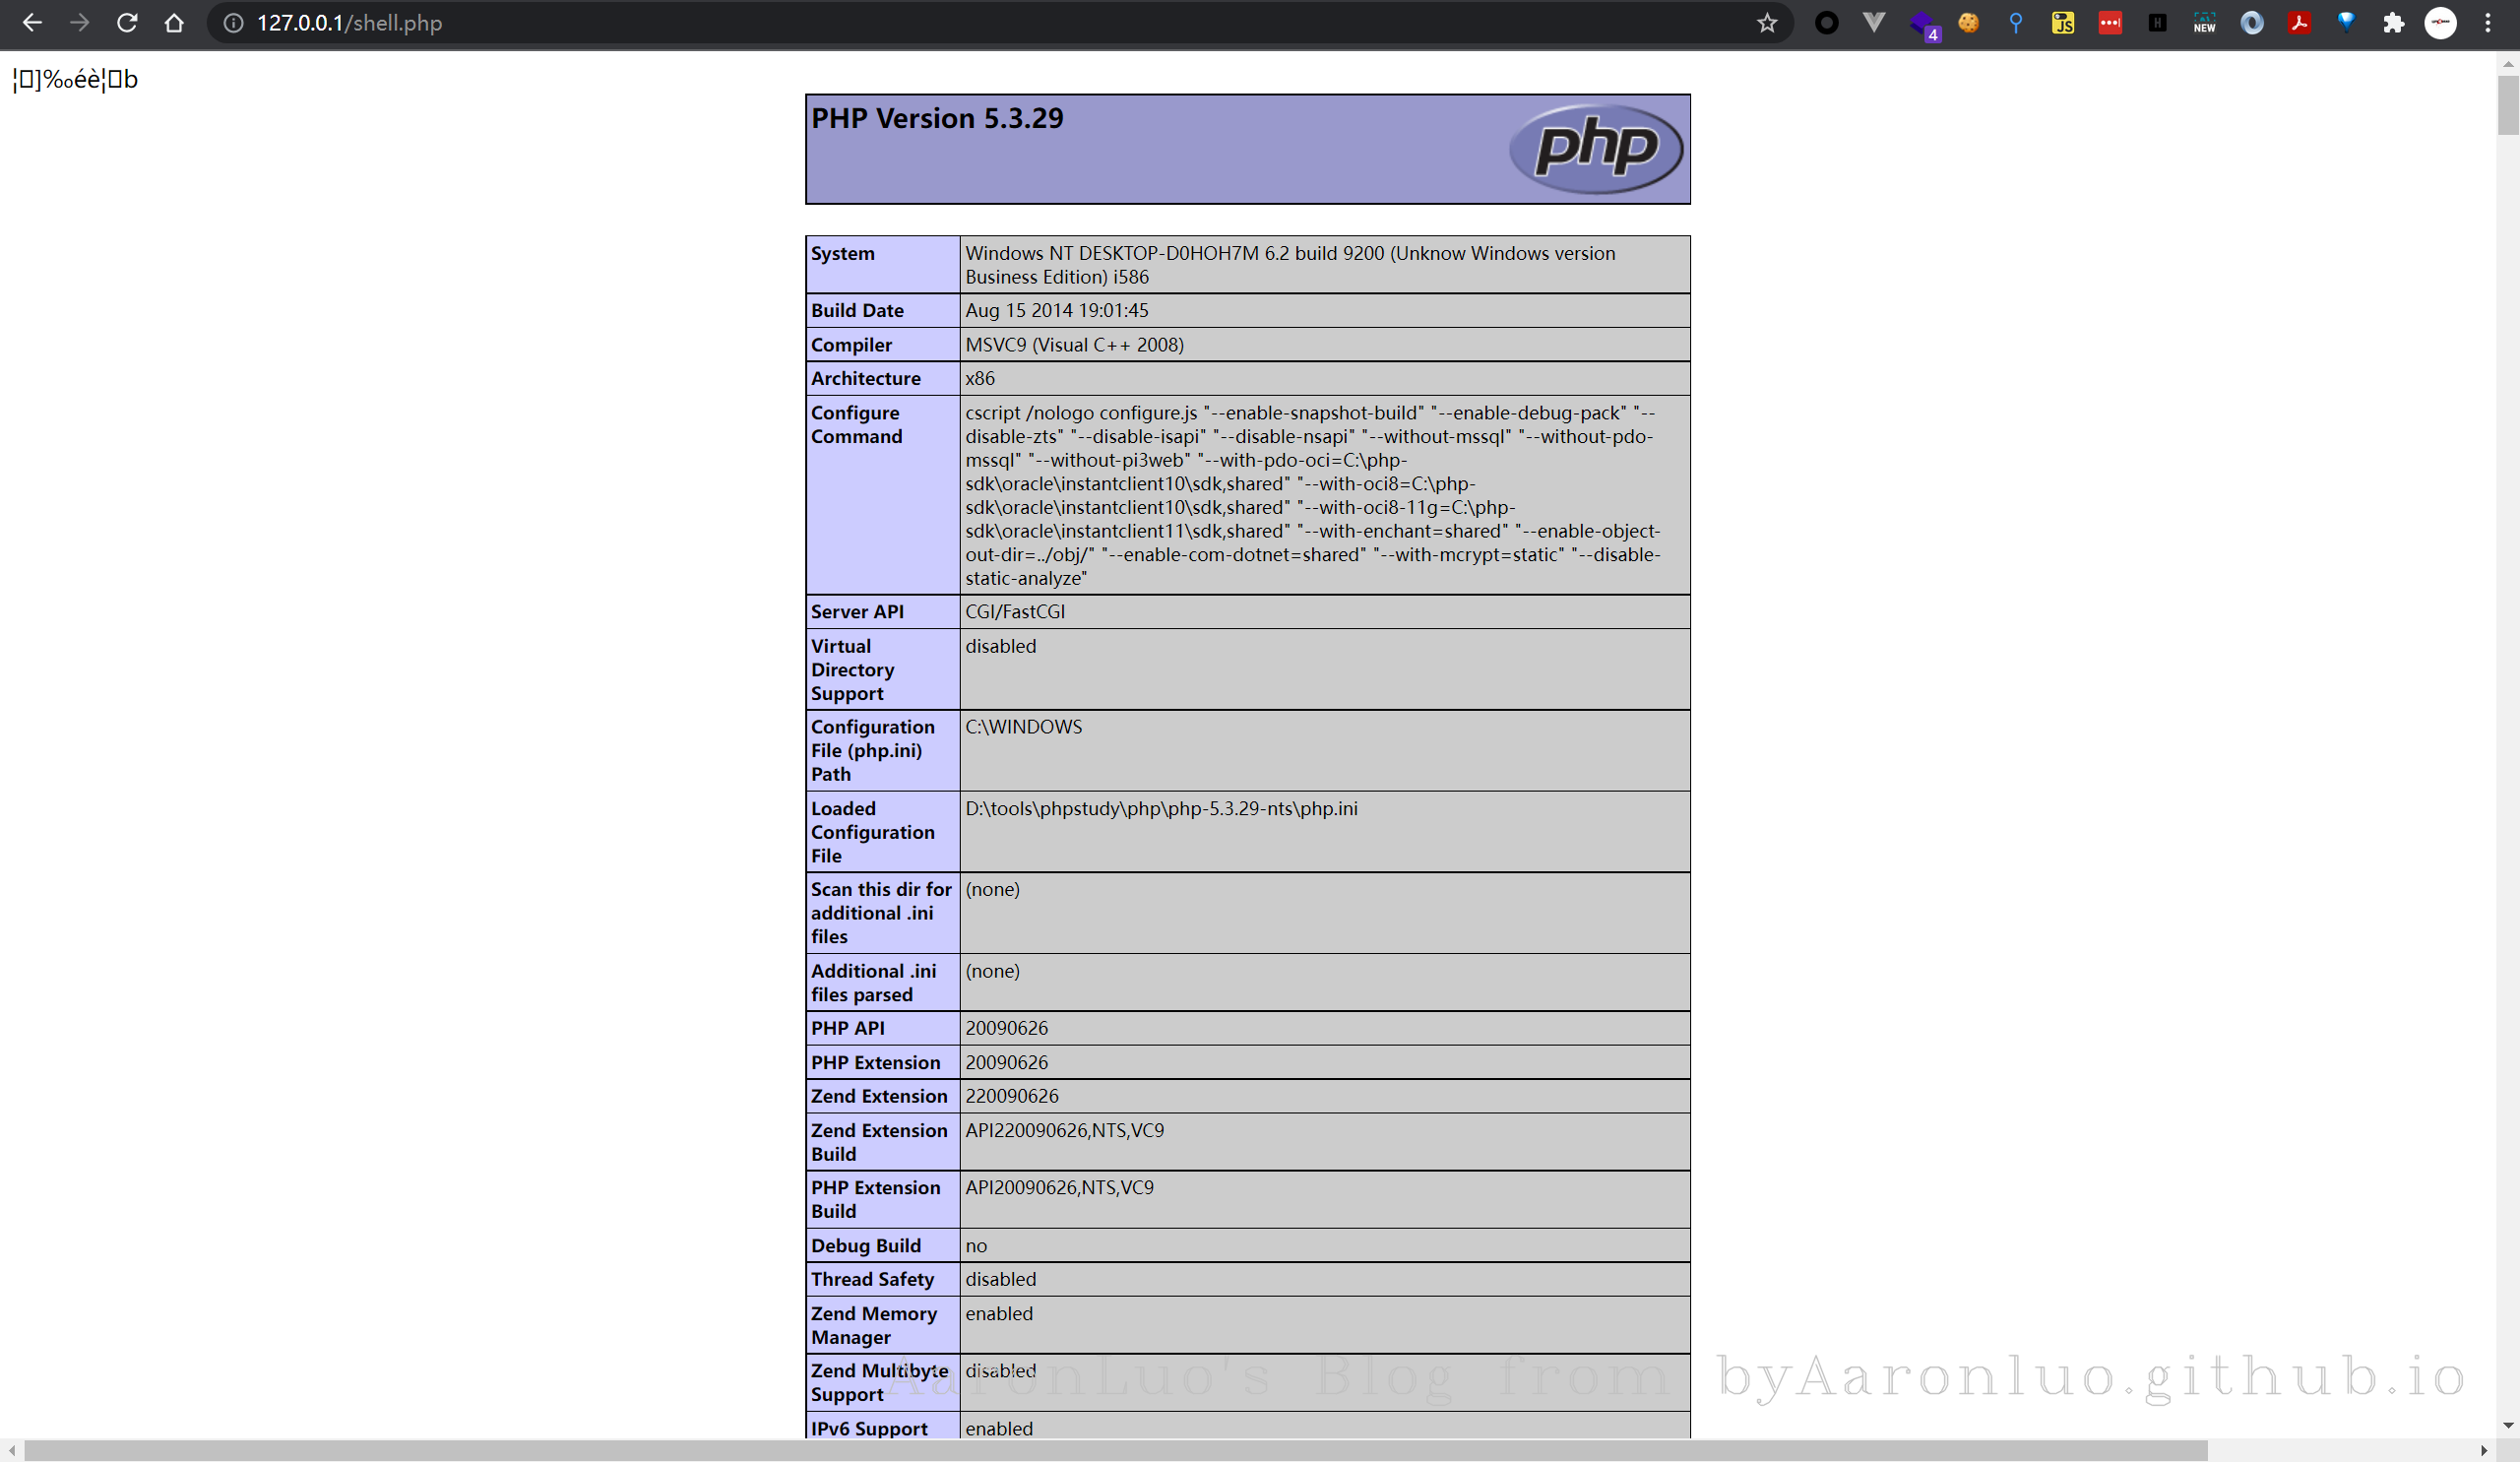 127.0.0.1/shell.php
4
JS
H
NEW
¦]‰éè¦b
PHP Version 5.3.29
php
System
Windows NT DESKTOP-D0HOH7M 6.2 build 9200 (Unknow Windows version
Business Edition) i586
Build Date
Aug 15 2014 19:01:45
Compiler
MSVC9 (Visual C++ 2008)
Architecture
x86
Configure
Command
cscript /nologo configure.js "--enable-snapshot-build" "--enable-debug-pack" "--
disable-zts" "--disable-isapi" "--disable-nsapi" "--without-mssql" "--without-pdo-
mssql" "--without-pi3web" "--with-pdo-oci=C:\php-
sdk\oracle\instantclient10\sdk,shared" "--with-oci8=C:\php-
sdk\oracle\instantclient10\sdk,shared" "--with-oci8-11g=C:\php-
sdk\oracle\instantclient11\sdk,shared" "--with-enchant=shared" "--enable-object-
out-dir=../obj/" "--enable-com-dotnet=shared" "--with-mcrypt=static" "--disable-
static-analyze"
Server API
CGI/FastCGI
Virtual
Directory
Support
disabled
Configuration
File (php.ini)
Path
C:\WINDOWS
Loaded
Configuration
File
D:\tools\phpstudy\php\php-5.3.29-nts\php.ini
Scan this dir for
additional .ini
files
(none)
Additional .ini
files parsed
(none)
PHP API
20090626
PHP Extension
20090626
Zend Extension
220090626
Zend Extension
Build
API220090626,NTS,VC9
PHP Extension
Build
API20090626,NTS,VC9
Debug Build
no
Thread Safety
disabled
Zend Memory
Manager
enabled
Zend Multibyte
Support
disabled
IPv6 Support
enabled
AaronLuo's Blog from byAaronluo.github.io